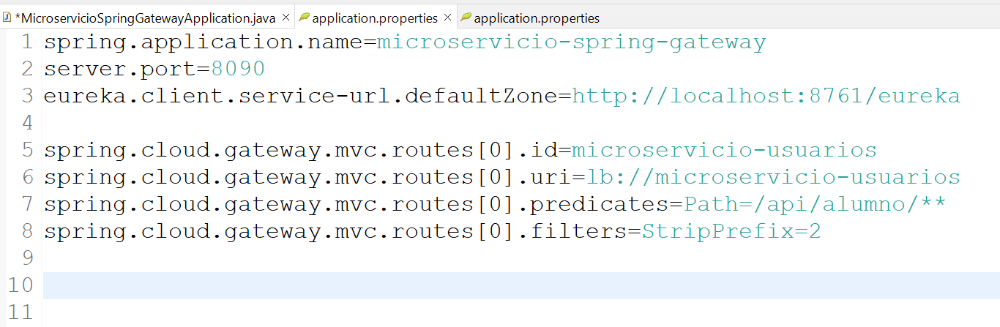 *MicroservicioSpringGatewayApplication.java application.properties application.properties
1 spring.application.name=microservicio-spring-gateway
2 server.port=8090
3 eureka.client.service-url.defaultZone=http://localhost:8761/eureka
4
5 spring.cloud.gateway.mvc.routes[0].id=microservicio-usuarios
6 spring.cloud.gateway.mvc.routes[0].uri=lb://microservicio-usuarios
7 spring.cloud.gateway.mvc.routes[0].predicates=Path=/api/alumno/**
8 spring.cloud.gateway.mvc.routes[0].filters=StripPrefix=2
9
10
11